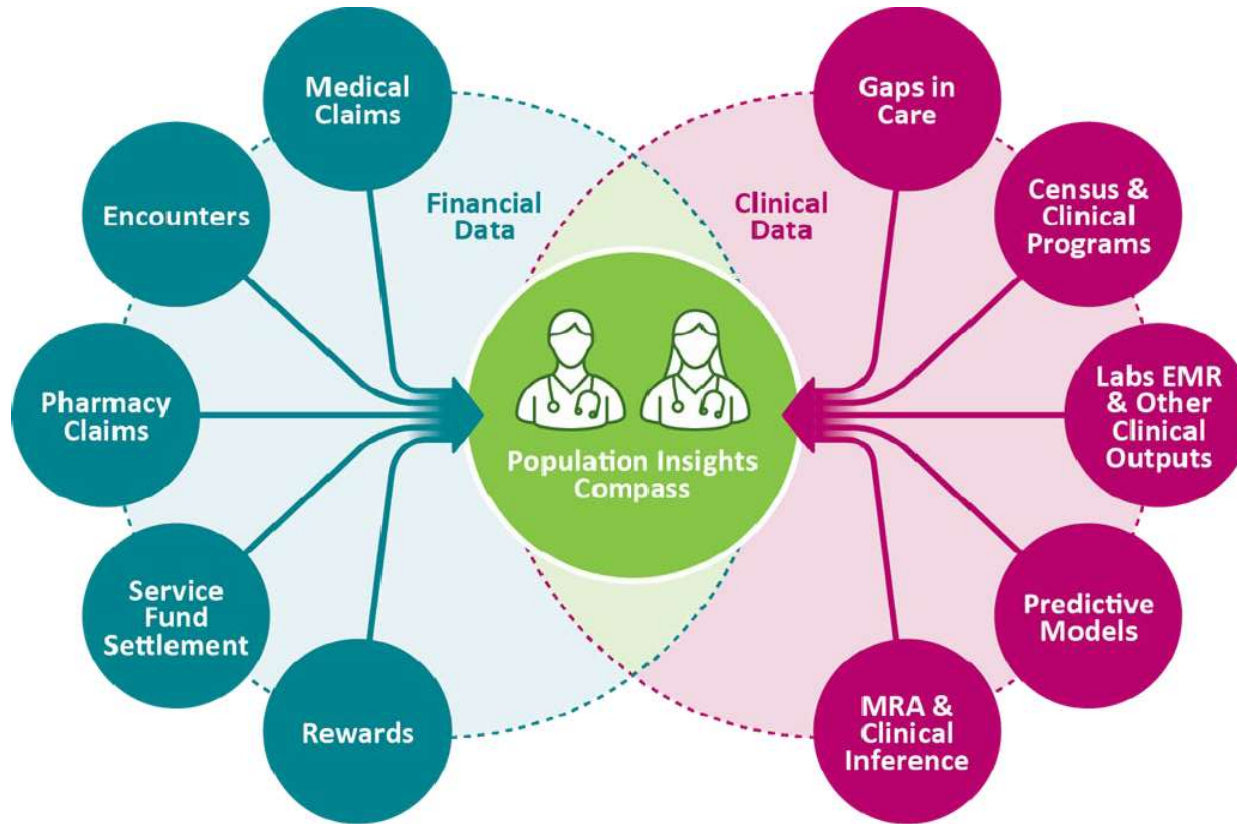 Medical
Claims
Encounters
Pharmacy
Claims
Service
Fund
Settlement
Rewards
Financial
Data
Population Insights
Compass
Clinical
Data
Gaps in
Care
Census &
Clinical
Programs
Labs EMR
& Other
Clinical
Outputs
Predictive
Models
MRA &
Clinical
Inference